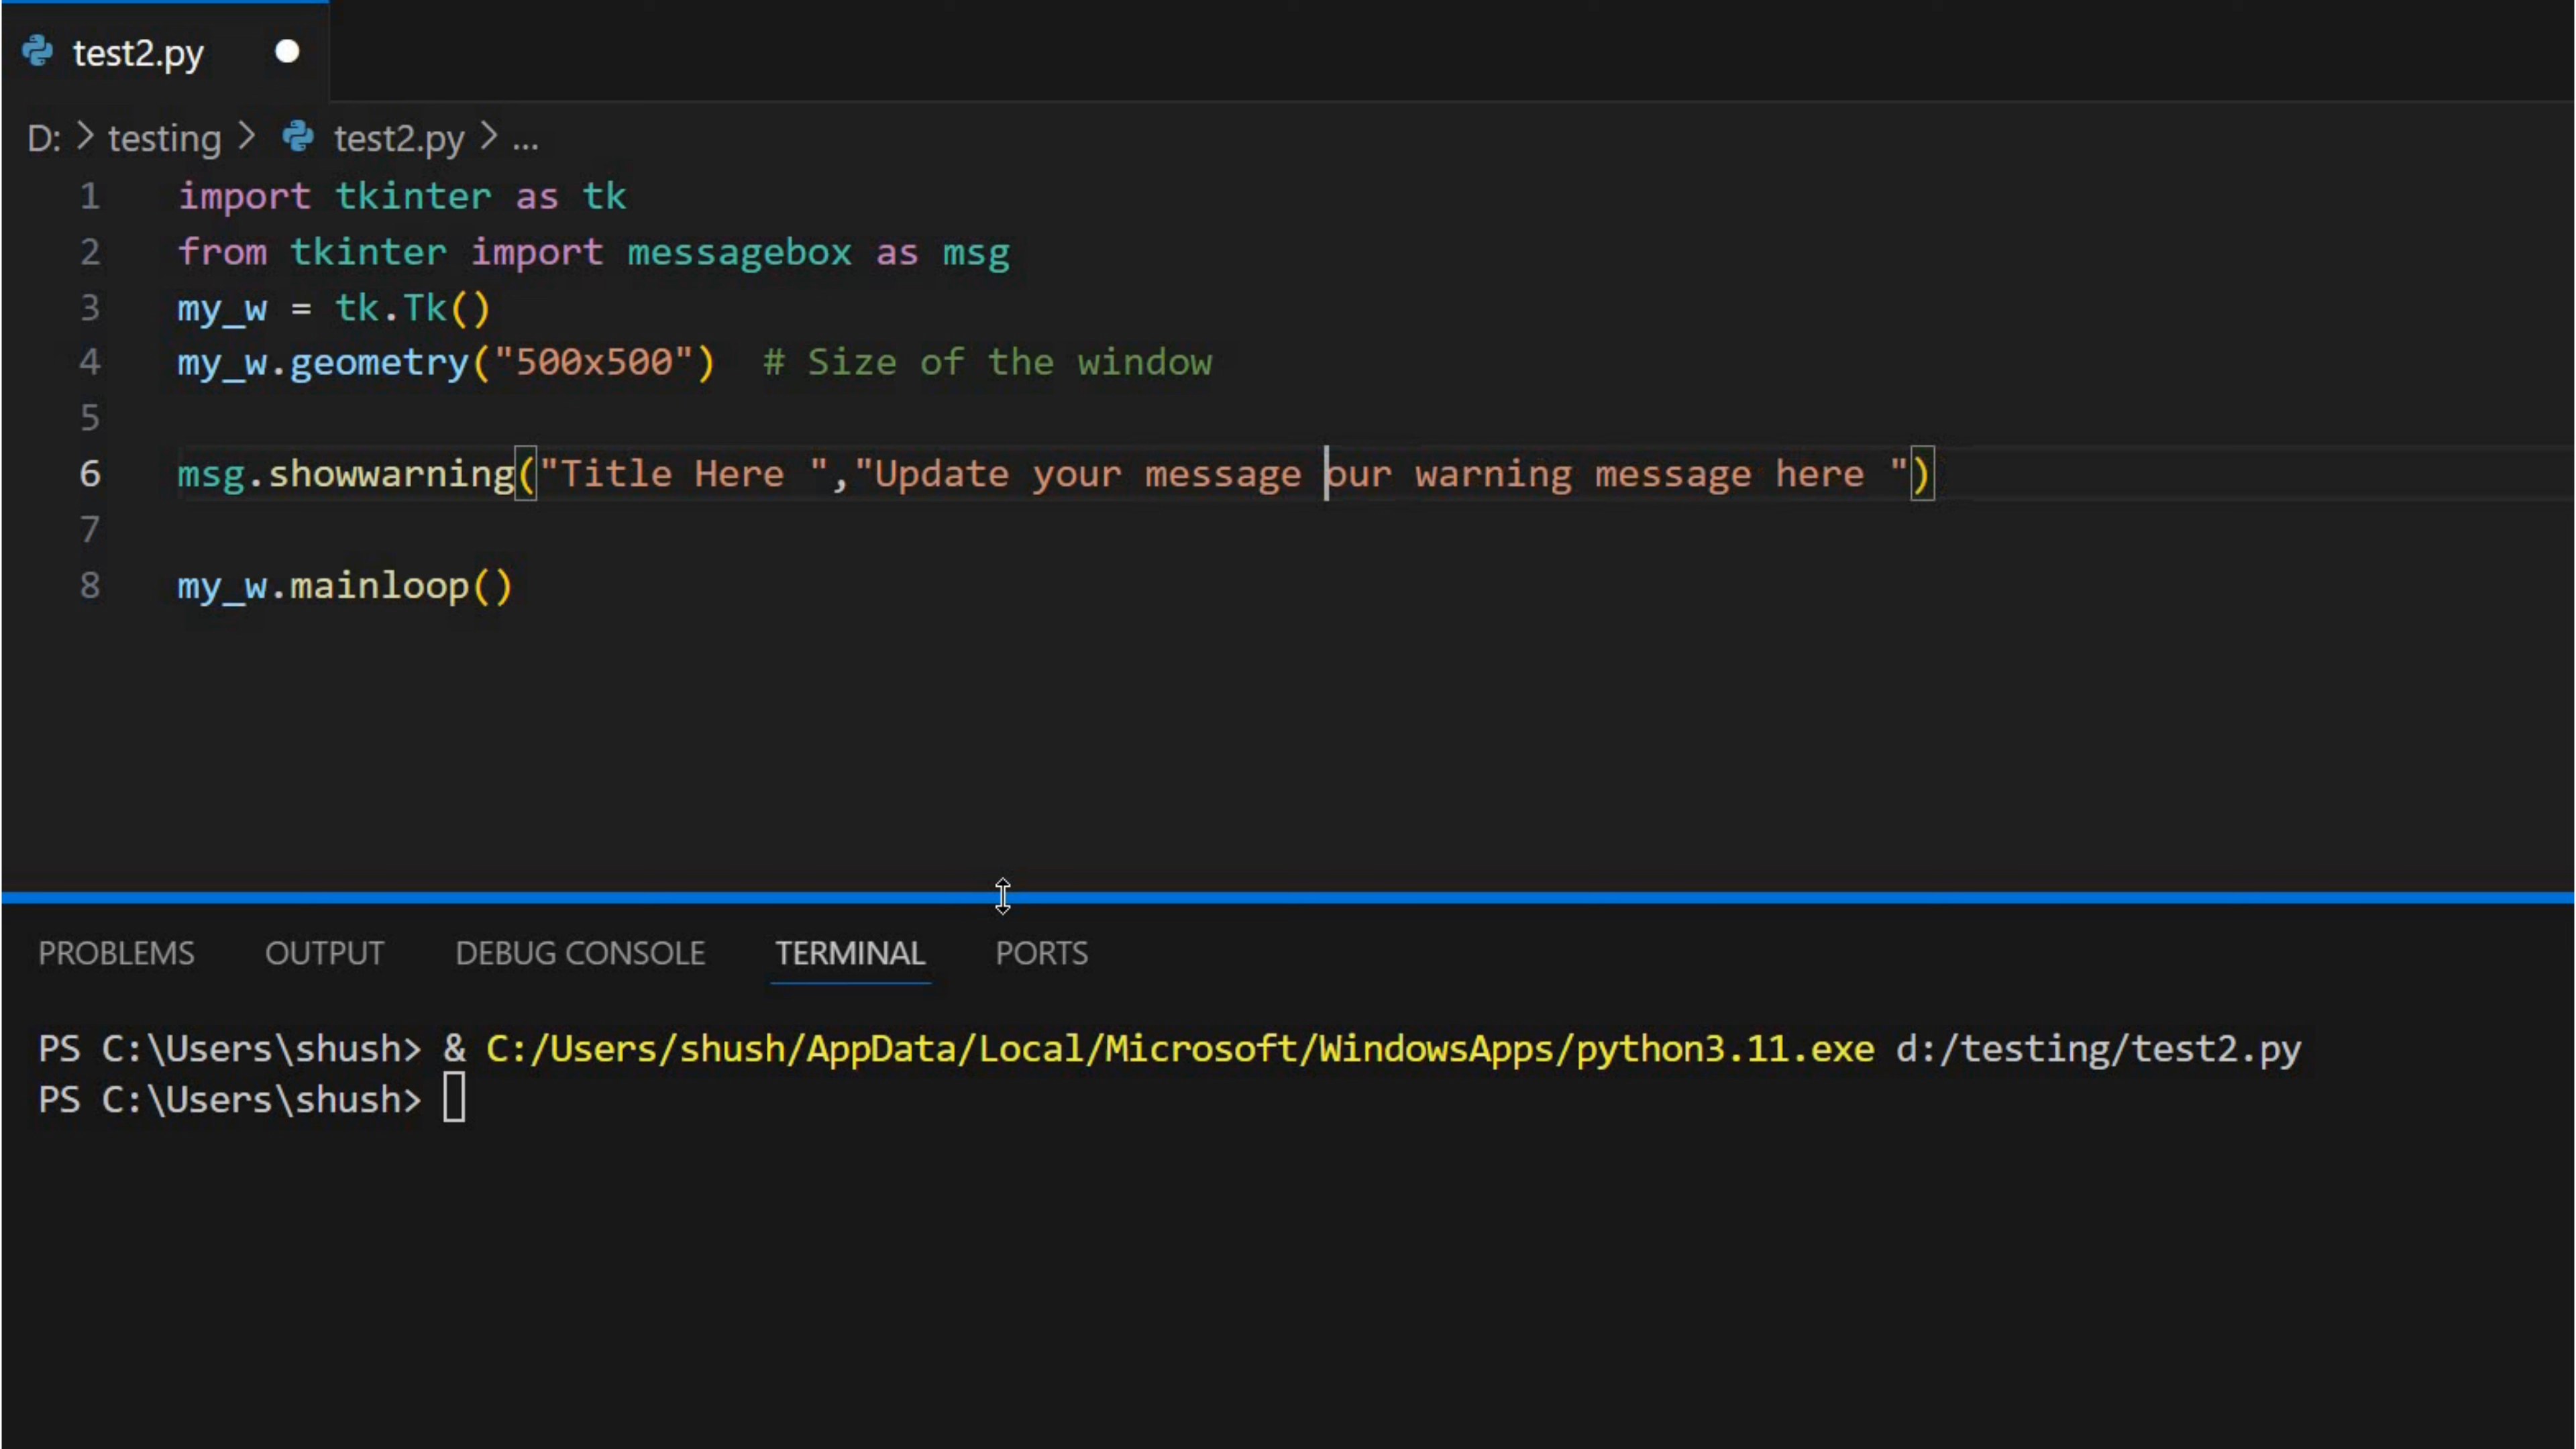 test2.py
D: > testing > test2.py > ...
1 import tkinter as tk
2 from tkinter import messagebox as msg
3 my_w = tk.Tk()
4 my_w.geometry("500x500")  # Size of the window
5
6 msg.showwarning("Title Here ","Update your message our warning message here ")
7
8 my_w.mainloop()
PROBLEMS OUTPUT DEBUG CONSOLE TERMINAL PORTS
PS C:\Users\shush> & C:/Users/shush/AppData/Local/Microsoft/WindowsApps/python3.11.exe d:/testing/test2.py
PS C:\Users\shush>